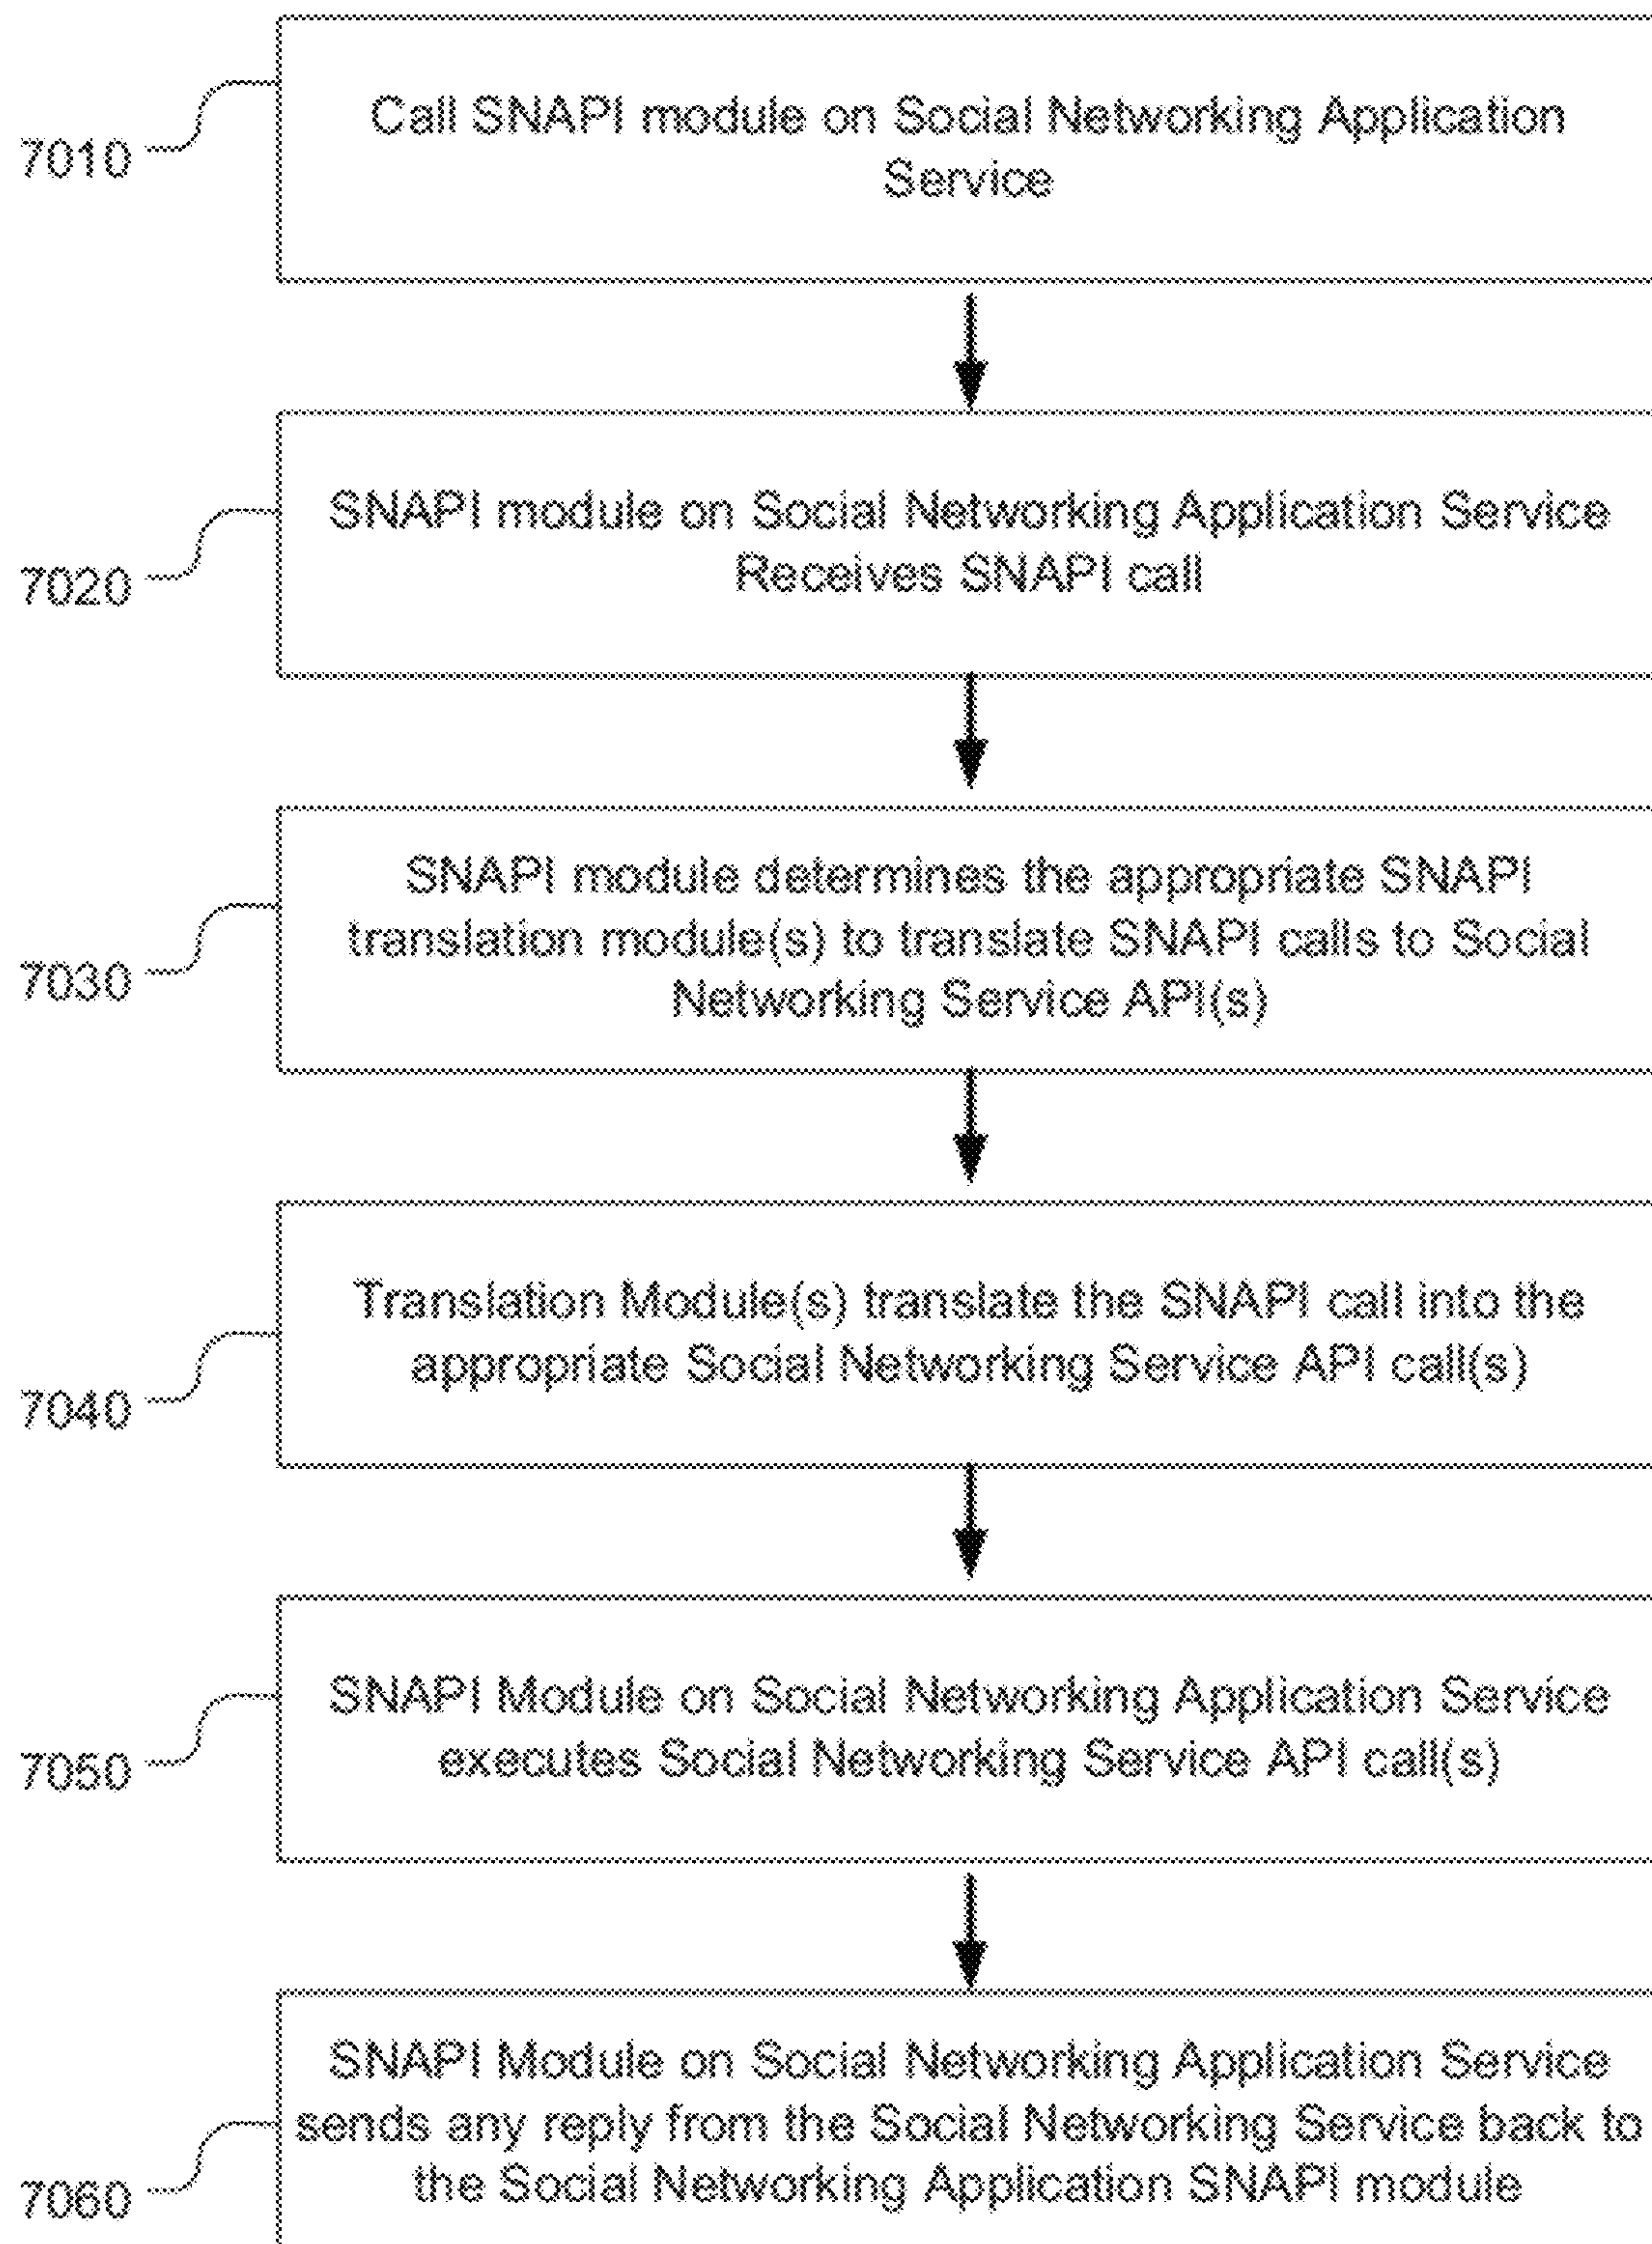 7010
Call SNAPI module on Social Networking Application
Service
7020
SNAPI module on Social Networking Application Service
Receives SNAPI call
7030
SNAPI module determines the appropriate SNAPI
translation module(s) to translate SNAPI calls to Social
Networking Service API(s)
7040
Translation Module(s) translate the SNAPI call into the
appropriate Social Networking Service API call(s)
7050
SNAPI Module on Social Networking Application Service
executes Social Networking Service API call(s)
7060
SNAPI Module on Social Networking Application Service
sends any reply from the Social Networking Service back to
the Social Networking Application SNAPI module